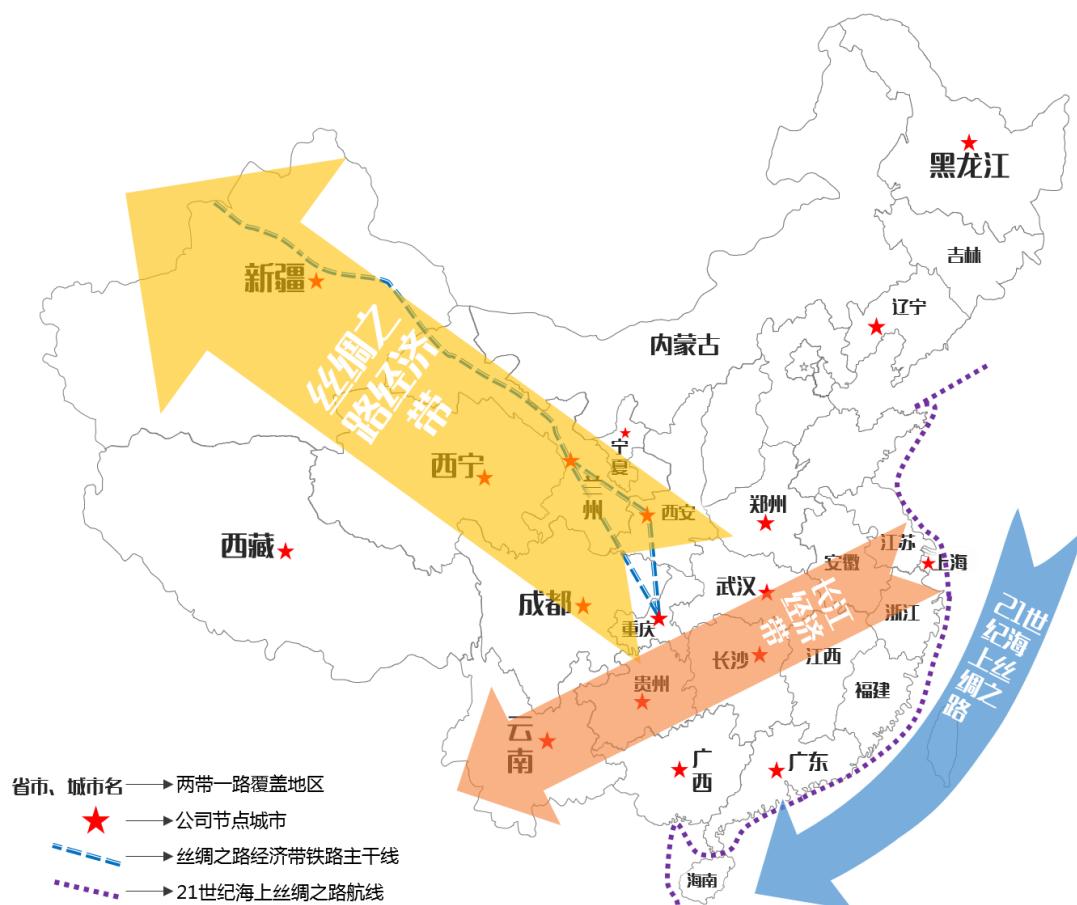 黑龙江
吉林
辽宁
内蒙古
新疆
丝绸之
路经济
带
宁
夏
西宁
兰
州
西安
郑州
西藏
江苏
上海
安徽
武汉
长江
经济
带
成都
重庆
浙江
21世
纪海
上丝
绸之
路
长沙
江西
贵州
福建
云
南
广
西
广东
海南
省市、城市名
两带一路覆盖地区
公司节点城市
丝绸之路经济带铁路主干线
21世纪海上丝绸之路航线